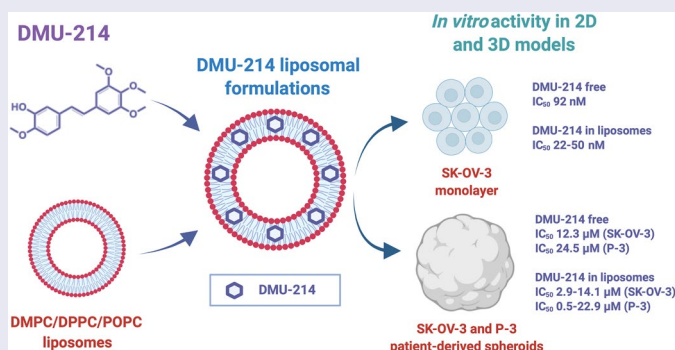 DMU-214
HO
O
O
O
O
DMPC/DPPC/POPC
liposomes
DMU-214 liposomal
formulations
DMU-214
In vitro activity in 2D
and 3D models
SK-OV-3
monolayer
DMU-214 free
IC₅₀ 92 nM
DMU-214 in liposomes
IC₅₀ 22-50 nM
SK-OV-3 and P-3
patient-derived spheroids
DMU-214 free
IC₅₀ 12.3 µM (SK-OV-3)
IC₅₀ 24.5 µM (P-3)
DMU-214 in liposomes
IC₅₀ 2.9-14.1 µM (SK-OV-3)
IC₅₀ 0.5-22.9 µM (P-3)